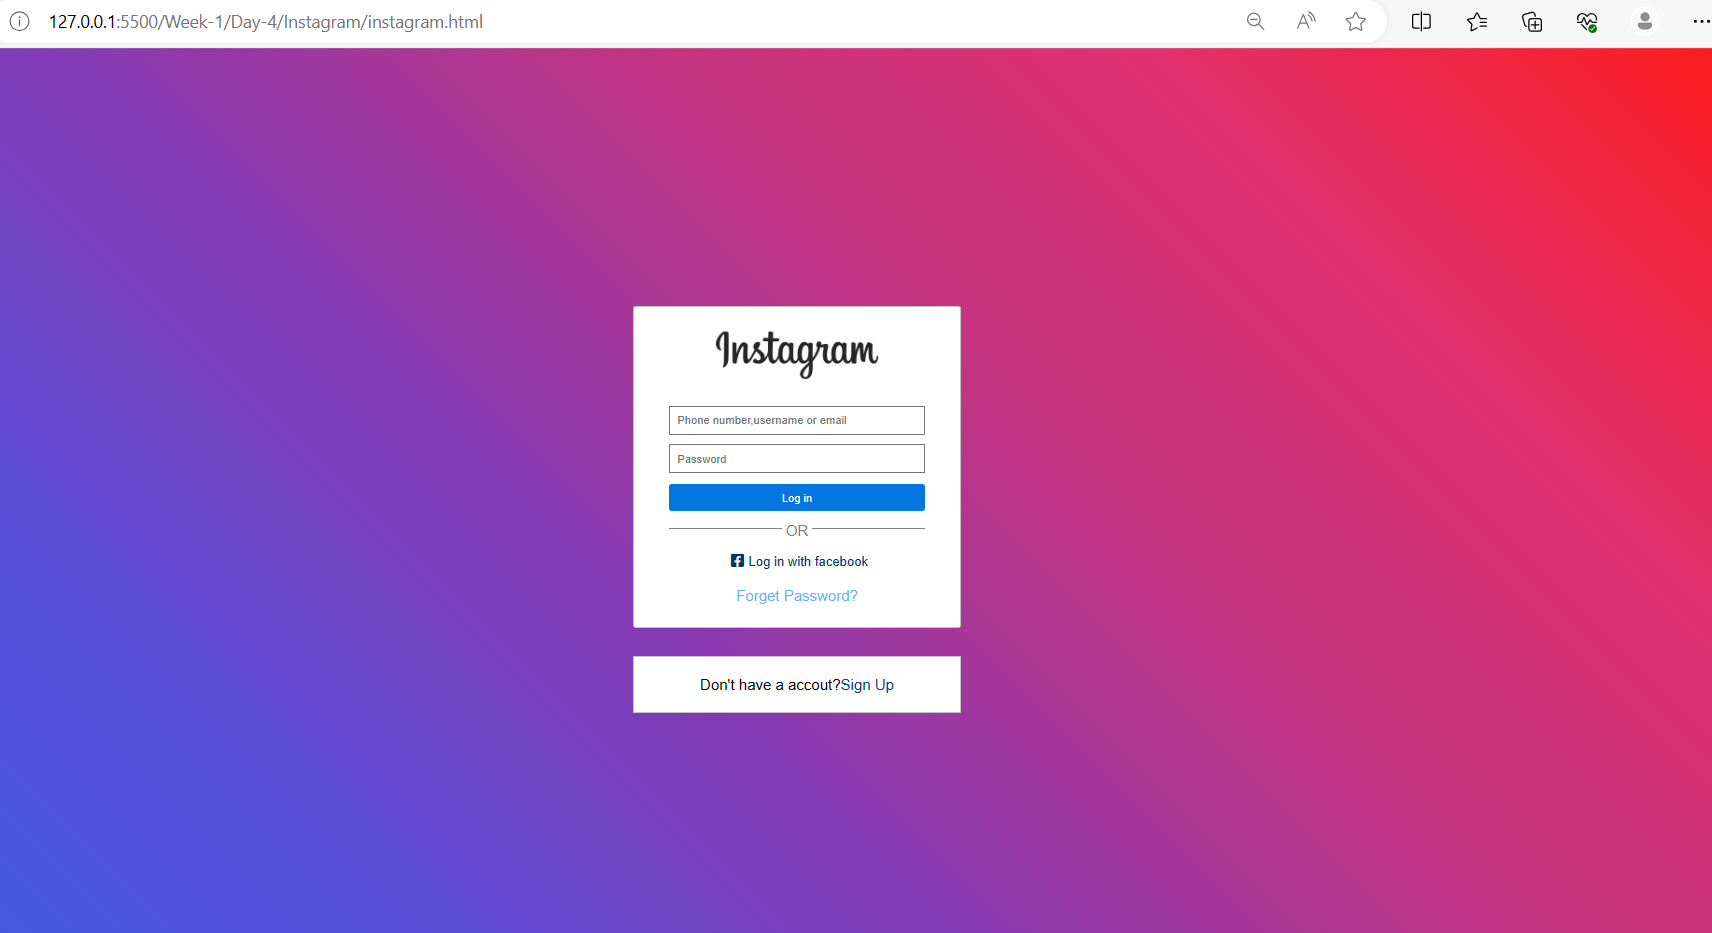 127.0.0.1:5500/Week-1/Day-4/Instagram/instagram.html
Instagram
Phone number,username or email
Password
Log in
OR
Log in with facebook
Forget Password?
Don't have a accout?Sign Up